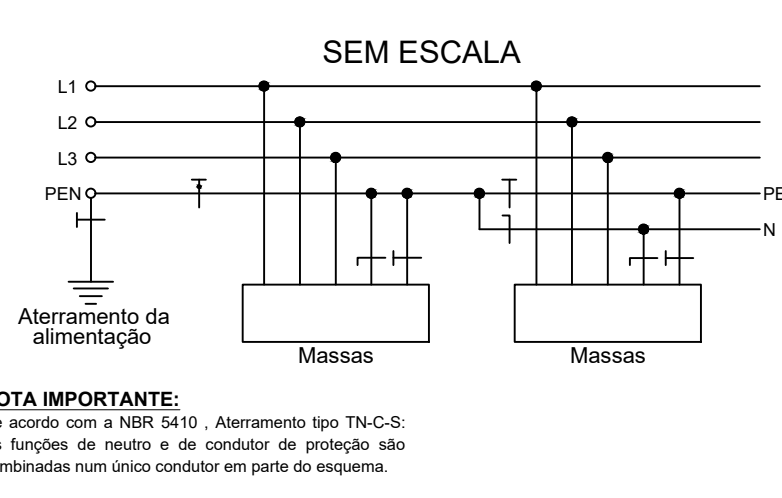 SEM ESCALA
L1
L2
L3
PEN
PE
N
Aterramento da
alimentação
Massas
Massas
OTA IMPORTANTE:
e acordo com a NBR 5410 , Aterramento tipo TN-C-S:
s funções de neutro e de condutor de proteção são
mbinadas num único condutor em parte do esquema.